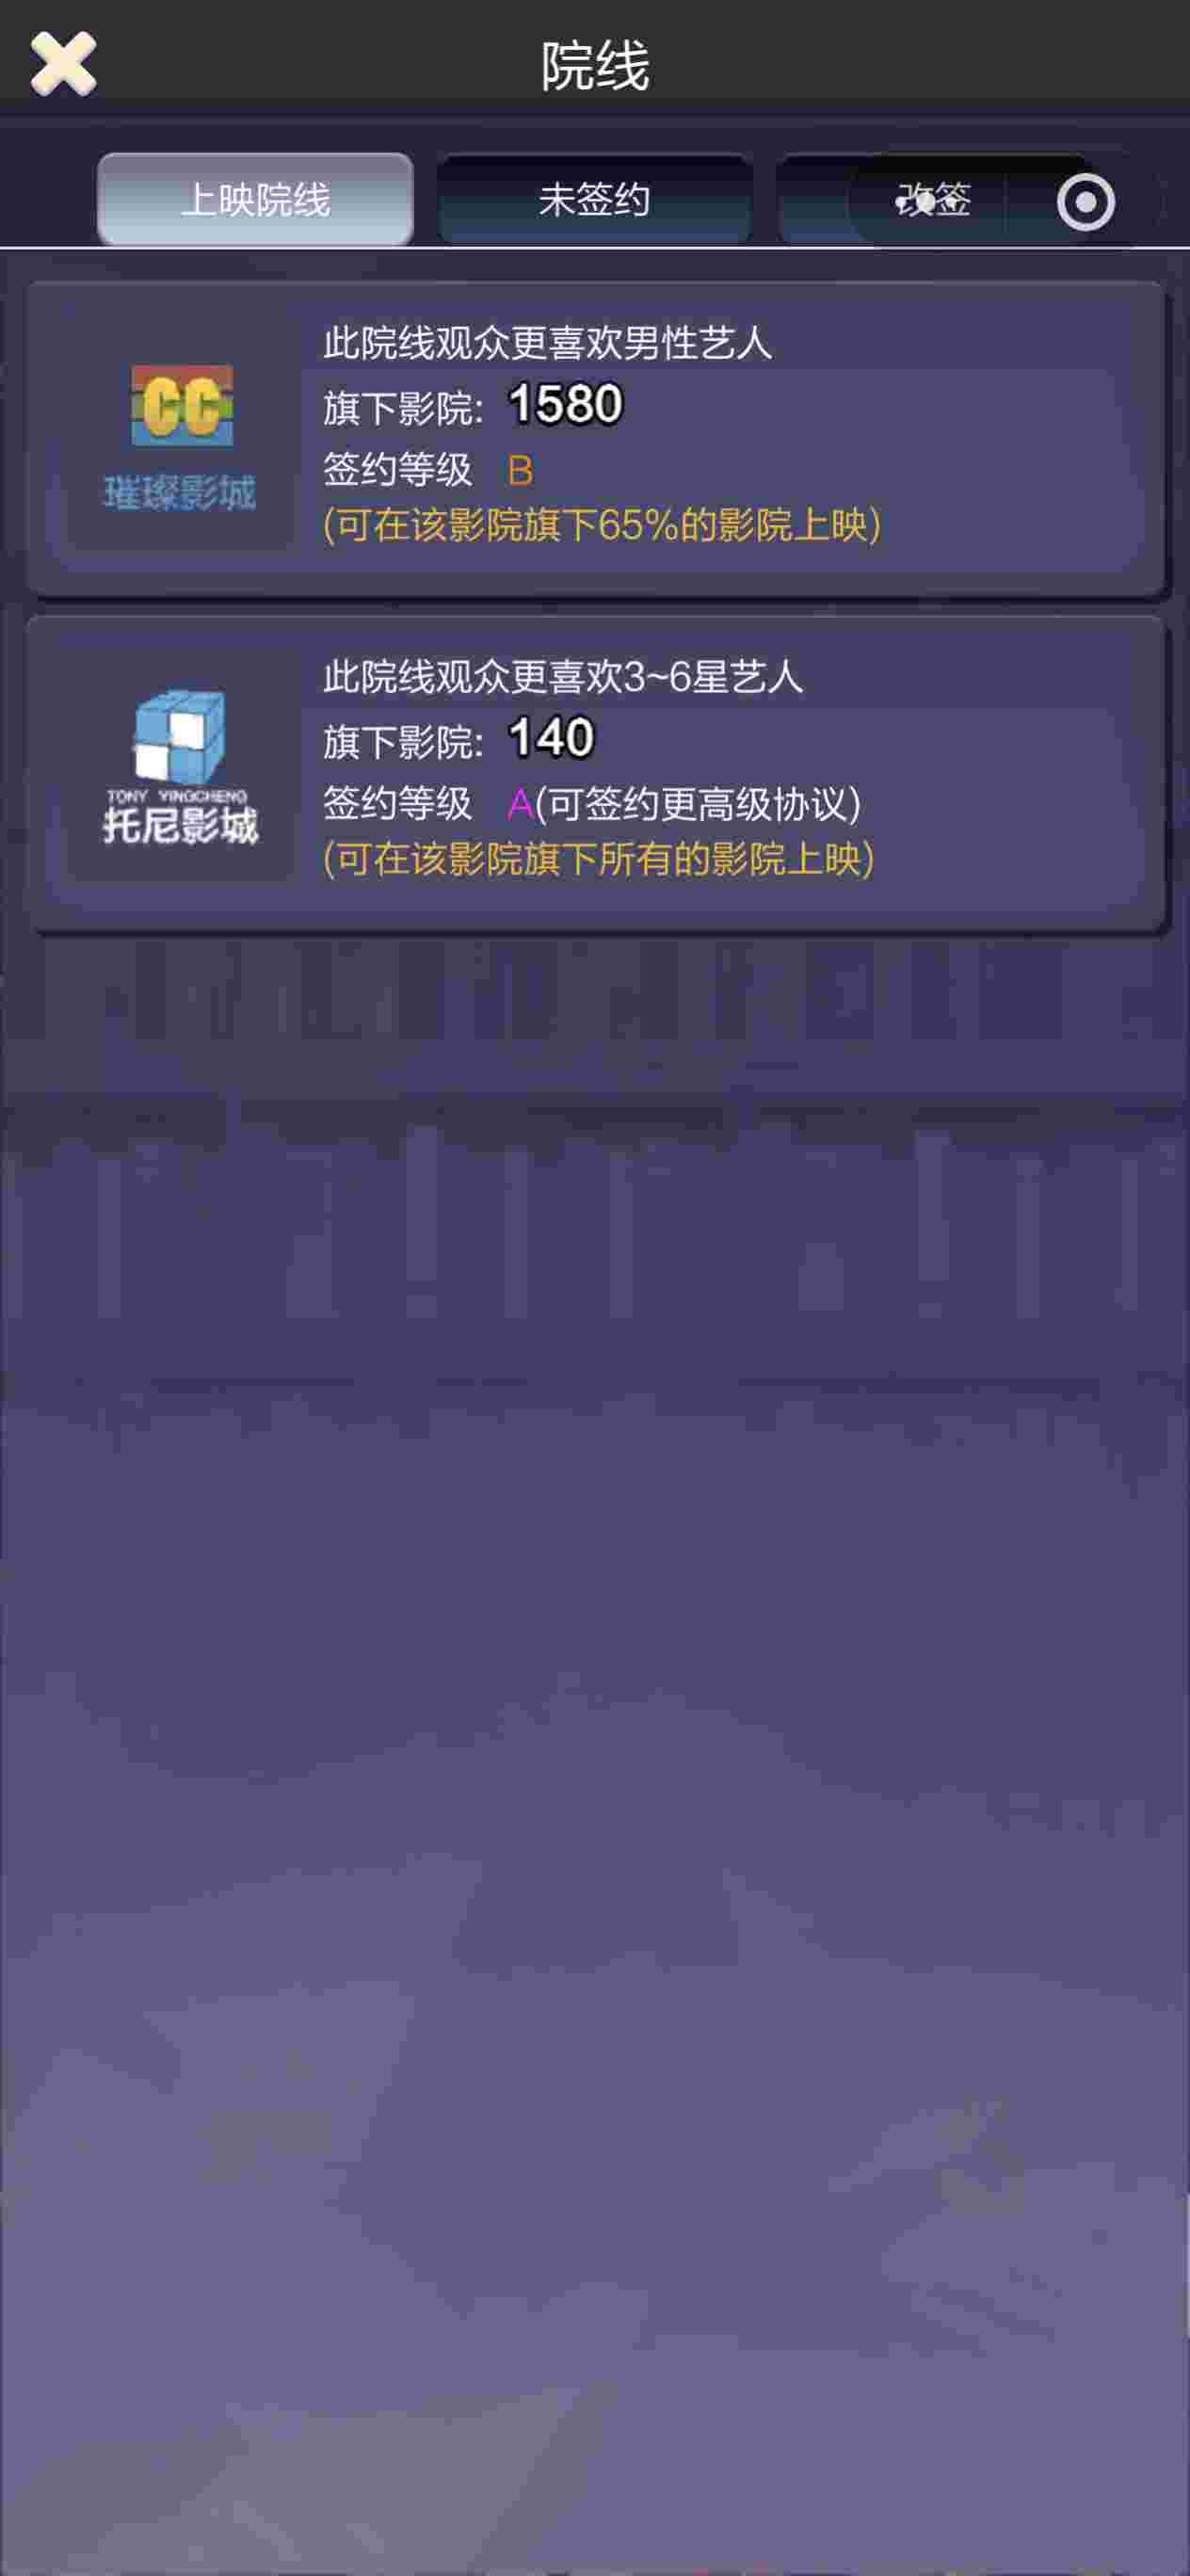 院线
上映院线
未签约
改签
此院线观众更喜欢男性艺人
旗下影院: 1580
签约等级 B
(可在该影院旗下65%的影院上映)
CC
璀璨影城
此院线观众更喜欢3~6星艺人
旗下影院: 140
签约等级 A(可签约更高级协议)
(可在该影院旗下所有的影院上映)
TONY YINGCHENG
托尼影城